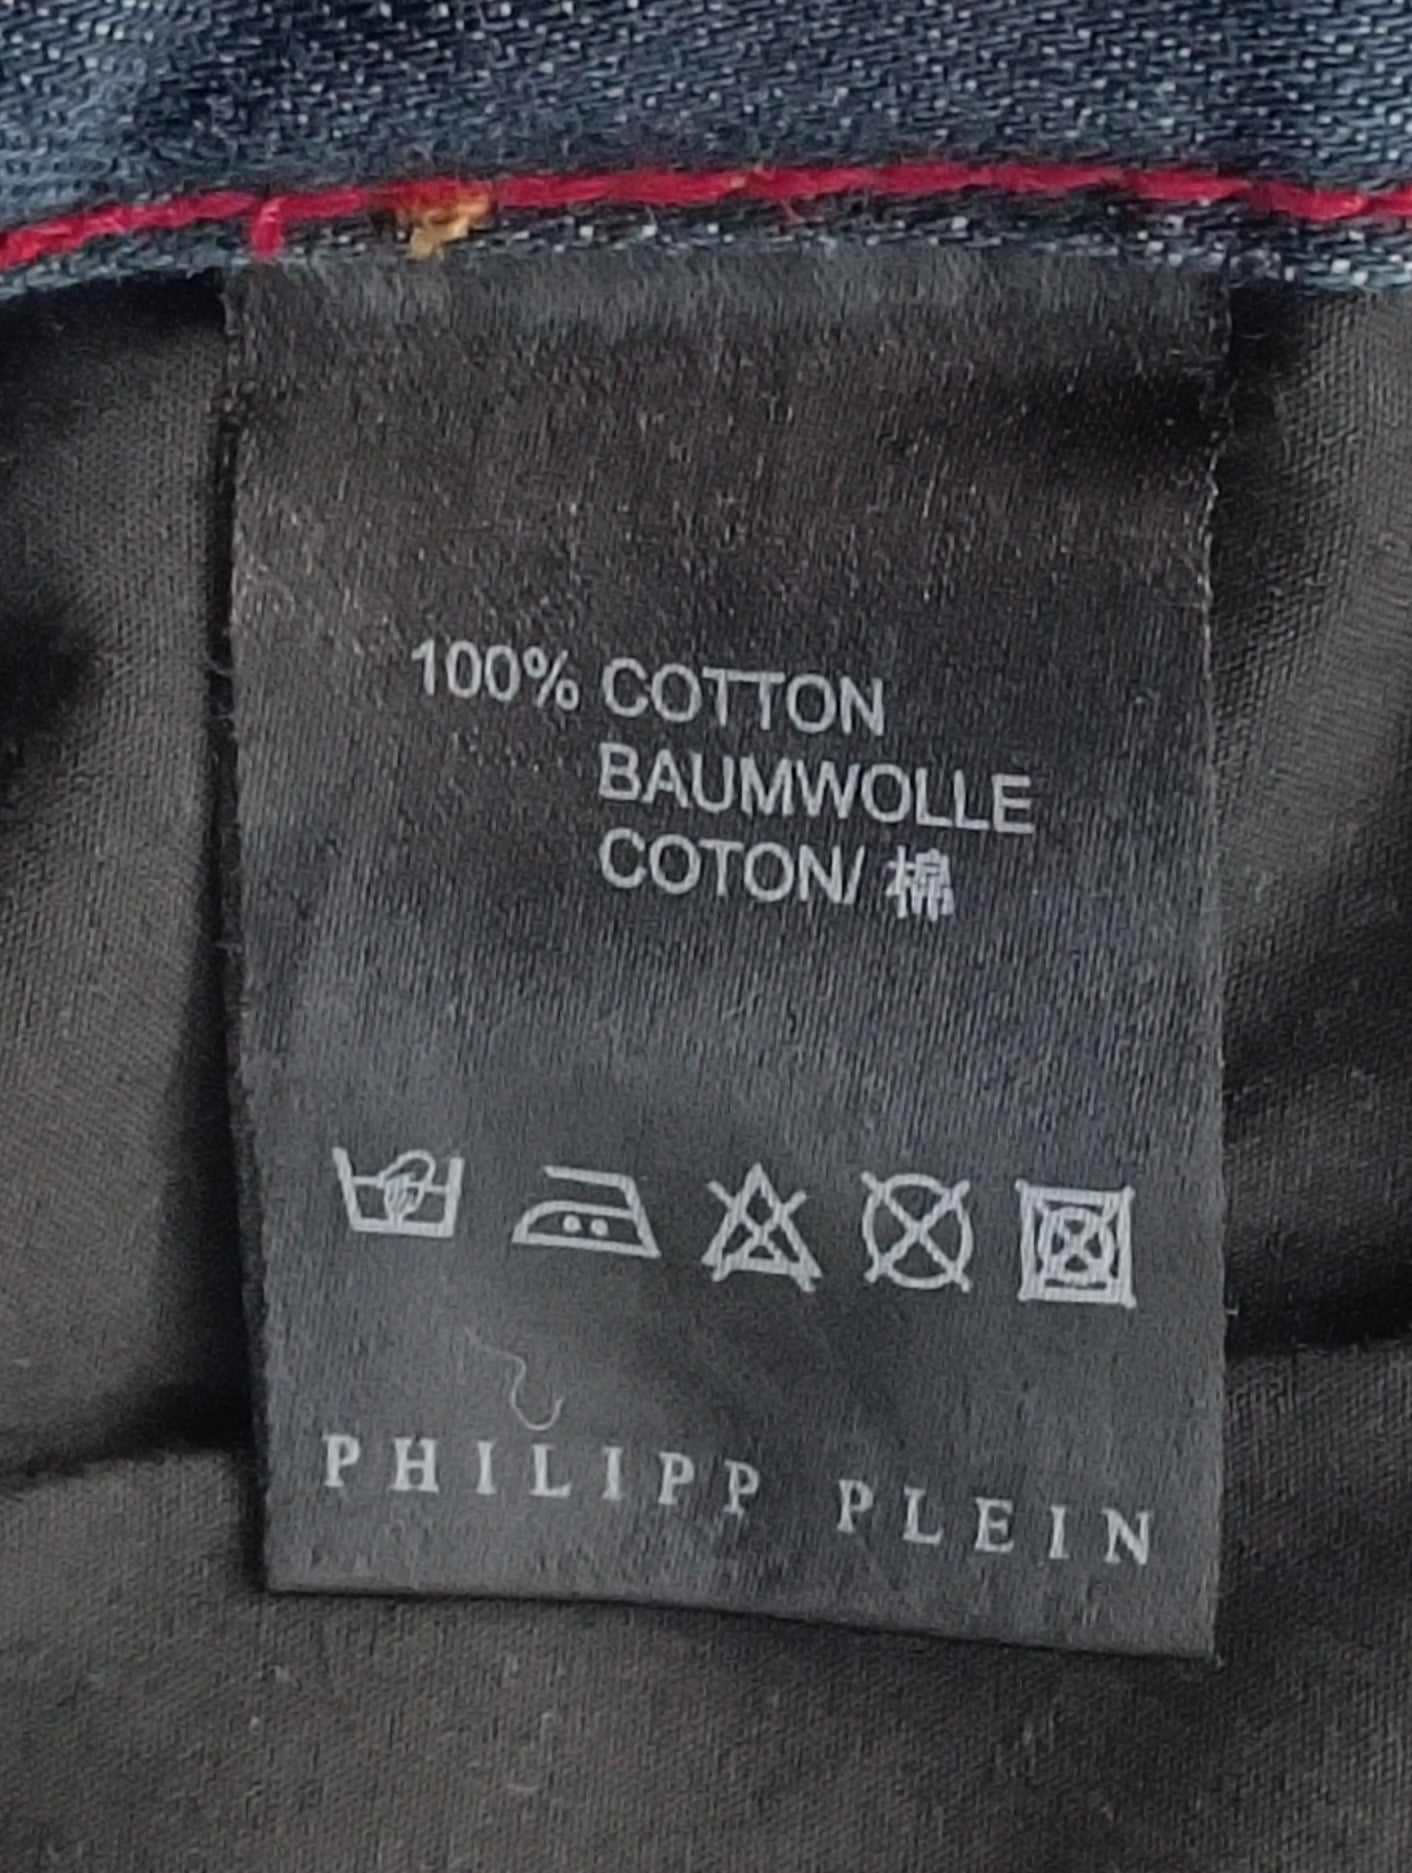 100% COTTON
BAUMWOLLE
COTON/ 棉
PHILIPP PLEIN